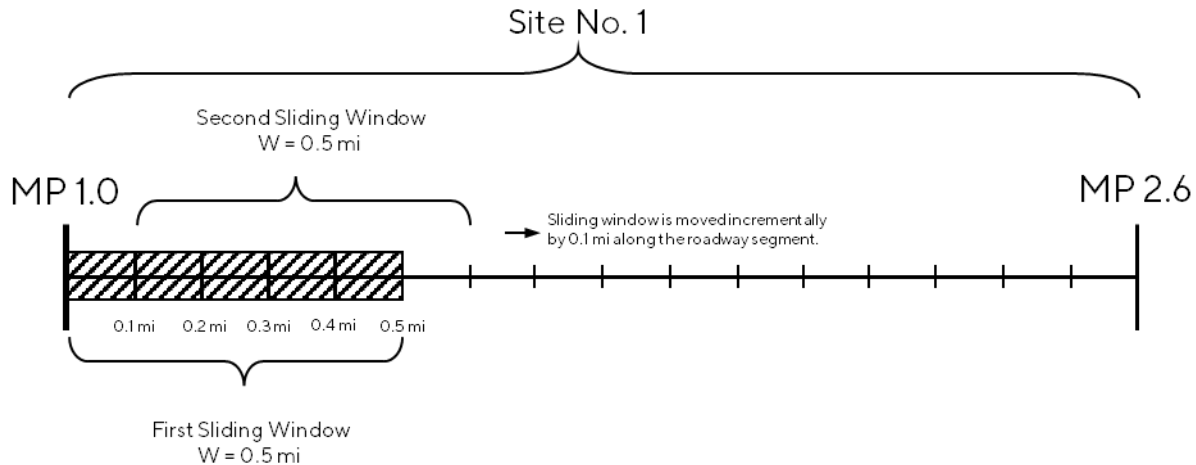 Site No. 1
Second Sliding Window
W = 0.5 mi
MP 1.0
MP 2.6
Sliding window is moved incrementally
by 0.1 mi along the roadway segment.
0.1 mi 0.2 mi 0.3 mi 0.4 mi 0.5 mi
First Sliding Window
W = 0.5 mi